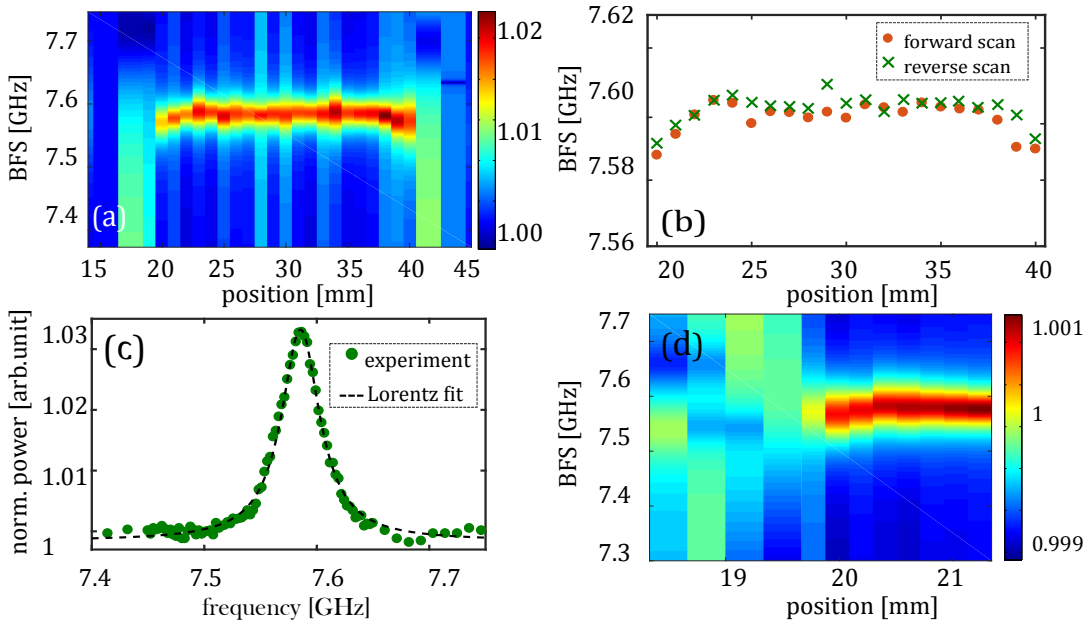 7.7
7.6
7.5
7.4
BFS [GHz]
(a)
15 20 25 30 35 40 45
position [mm]
1.02
1.01
1.00
7.62
7.60
7.58
7.56
BFS [GHz]
forward scan
reverse scan
(b)
20 25 30 35 40
position [mm]
1.03
1.02
1.01
1
norm. power [arb.unit]
(c)
experiment
Lorentz fit
7.4 7.5 7.6 7.7
frequency [GHz]
7.7
7.6
7.5
7.4
7.3
BFS [GHz]
(d)
19 20 21
position [mm]
1.001
1
0.999